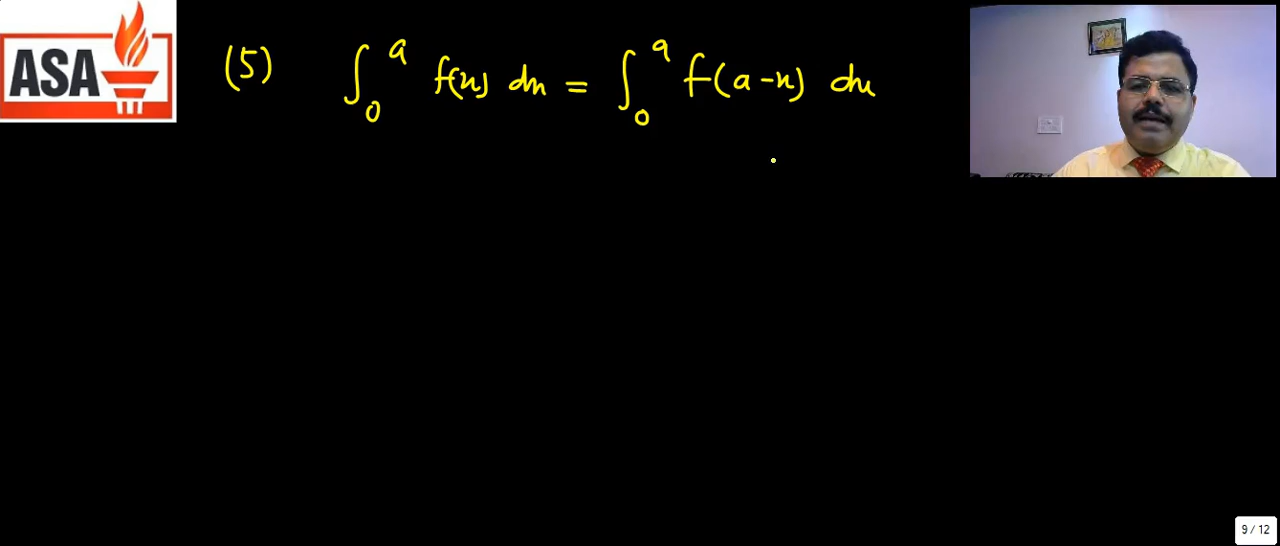 ASA
(5) ∫₀ᵃ f(x) dx = ∫₀ᵃ f(a-x) dx
9 / 12